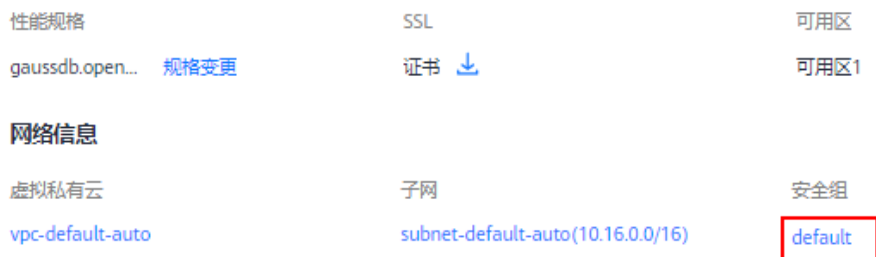 性能规格 SSL 可用区
gaussdb.open... 规格变更 证书 可用区1
网络信息
虚拟私有云 子网 安全组
vpc-default-auto subnet-default-auto(10.16.0.0/16) default